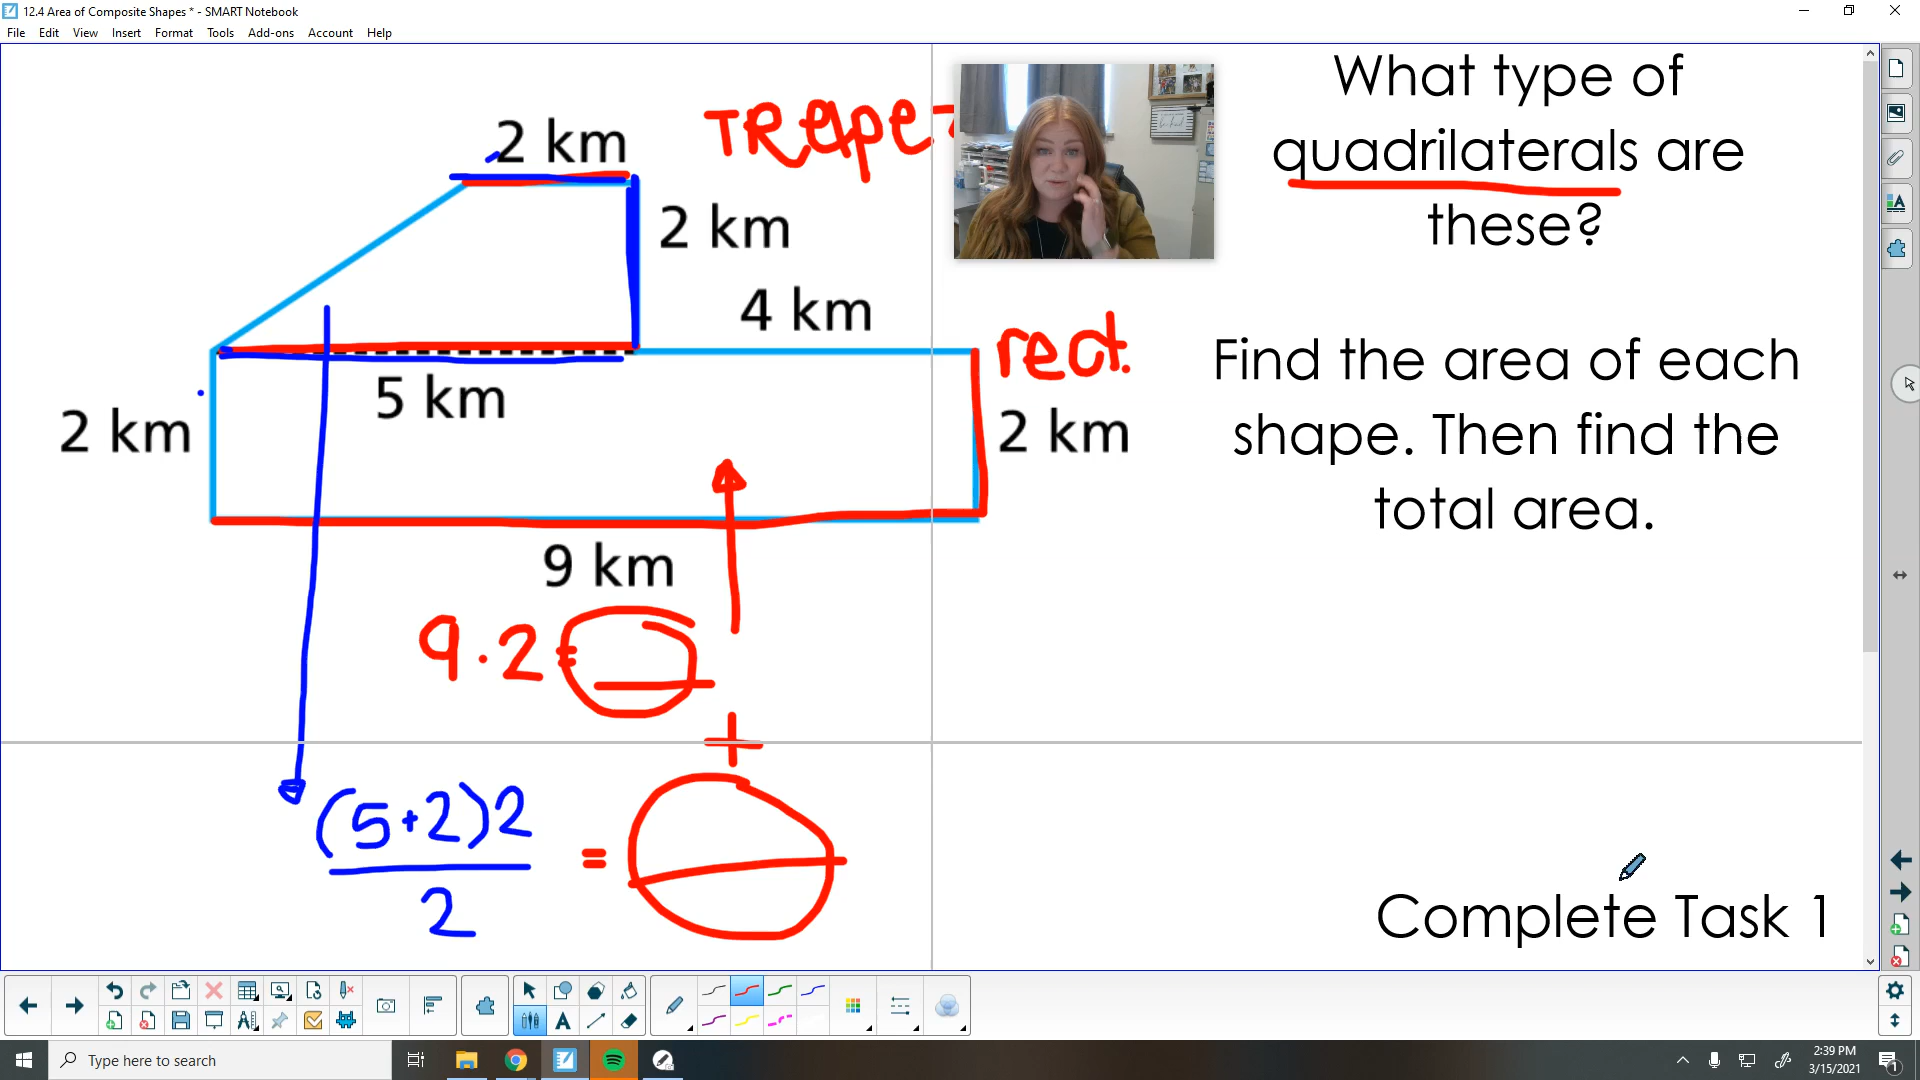 12.4 Area of Composite Shapes * - SMART Notebook
File Edit View Insert Format Tools Add-ons Account Help
What type of
quadrilaterals are
these?
TRape-
2 km
2 km
4 km
rect.
5 km
2 km
2 km
9 km
Find the area of each
shape. Then find the
total area.
9 . 2 =
+
(5+2)2
2
=
Complete Task 1
Type here to search
2:39 PM
3/15/2021
1